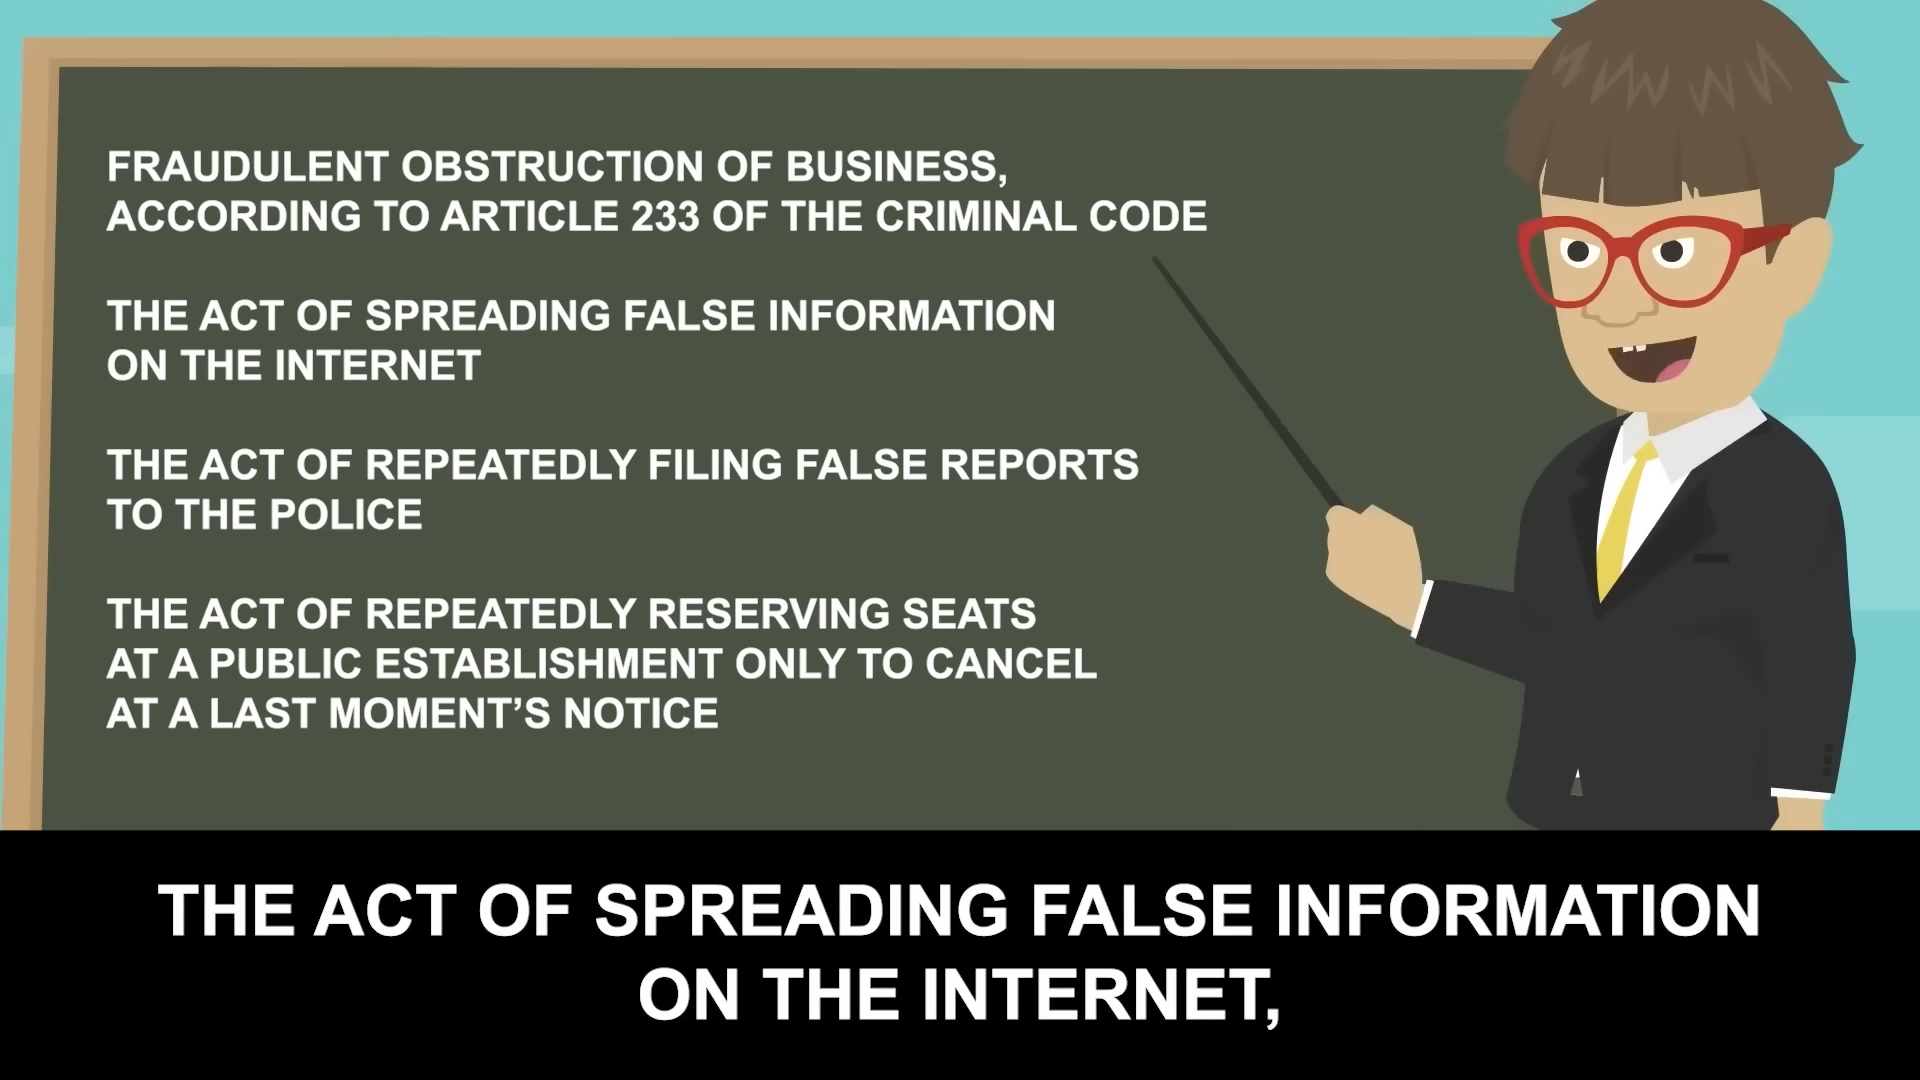 FRAUDULENT OBSTRUCTION OF BUSINESS,
ACCORDING TO ARTICLE 233 OF THE CRIMINAL CODE
THE ACT OF SPREADING FALSE INFORMATION
ON THE INTERNET
THE ACT OF REPEATEDLY FILING FALSE REPORTS
TO THE POLICE
THE ACT OF REPEATEDLY RESERVING SEATS
AT A PUBLIC ESTABLISHMENT ONLY TO CANCEL
AT A LAST MOMENT’S NOTICE
THE ACT OF SPREADING FALSE INFORMATION
ON THE INTERNET,